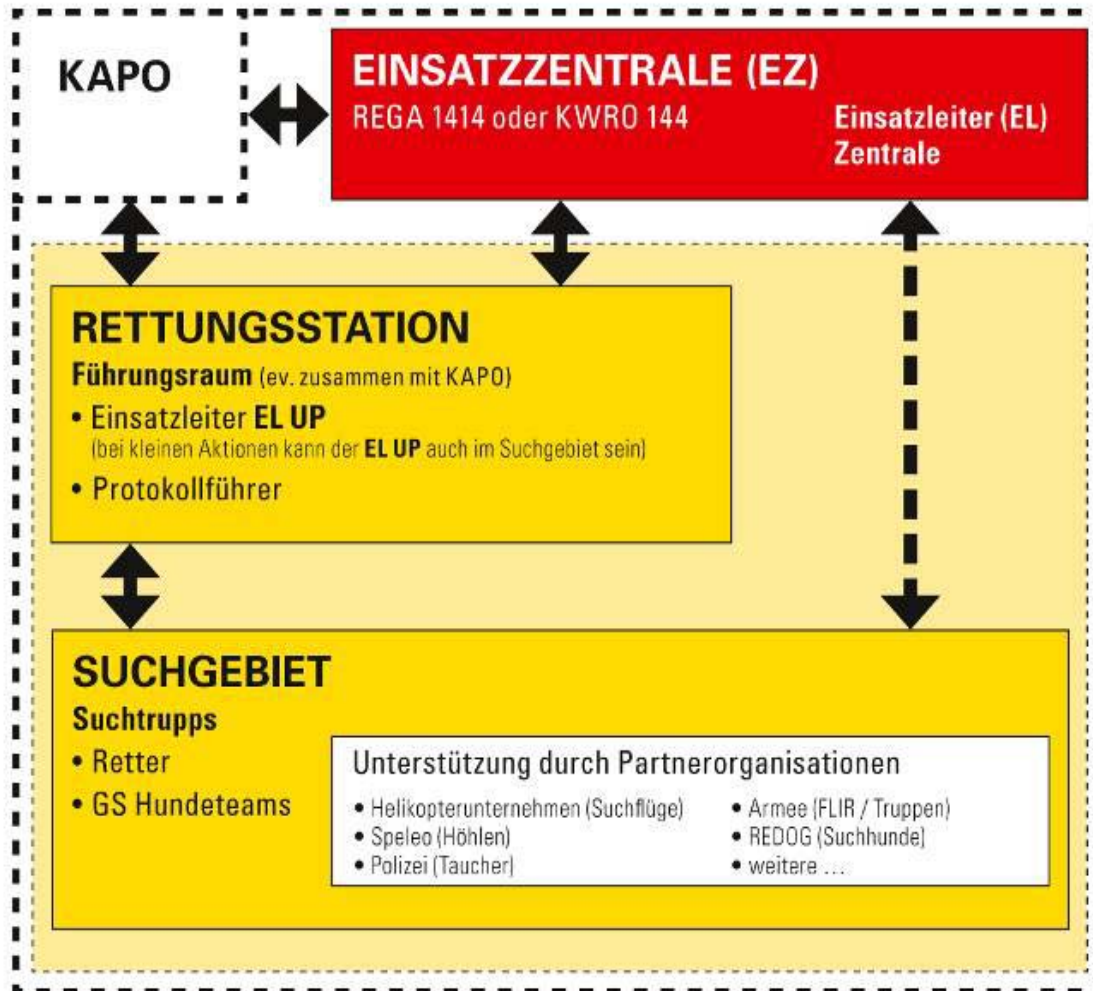 KAPO
EINSATZZENTRALE (EZ)
REGA 1414 oder KWRO 144
Einsatzleiter (EL)
Zentrale
RETTUNGSSTATION
Führungsraum (ev. zusammen mit KAPO)
• Einsatzleiter EL UP
(bei kleinen Aktionen kann der EL UP auch im Suchgebiet sein)
• Protokollführer
SUCHGEBIET
Suchtrupps
• Retter
• GS Hundeteams
Unterstützung durch Partnerorganisationen
• Helikopterunternehmen (Suchflüge)
• Speleo (Höhlen)
• Polizei (Taucher)
• Armee (FLIR / Truppen)
• REDOG (Suchhunde)
• weitere …